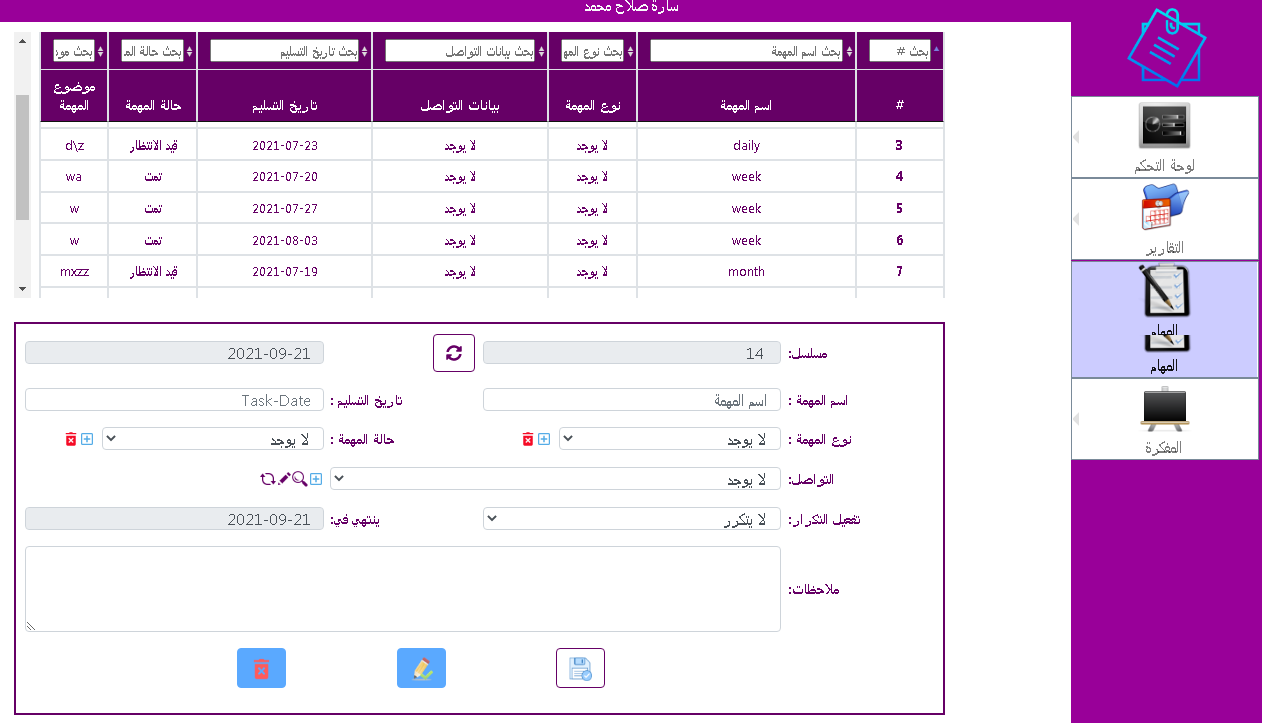 سارة صلاح محمد
بحث # بحث اسم المهمة بحث نوع المه بحث بيانات التواصل بحث تاريخ التسليم بحث حالة الم بحث مو
# اسم المهمة نوع المهمة بيانات التواصل تاريخ التسليم حالة المهمة موضوع المهمة
3 daily لا يوجد لا يوجد 2021-07-23 قيد الانتظار d\z
4 week لا يوجد لا يوجد 2021-07-20 تمت wa
5 week لا يوجد لا يوجد 2021-07-27 تمت w
6 week لا يوجد لا يوجد 2021-08-03 تمت w
7 month لا يوجد لا يوجد 2021-07-19 قيد الانتظار mxzz
مسلسل: 14 2021-09-21
اسم المهمة : اسم المهمة تاريخ التسليم : Task-Date
نوع المهمة : لا يوجد حالة المهمة : لا يوجد
التواصل: لا يوجد
تفعيل التكرار: لا يتكرر ينتهي في: 2021-09-21
ملاحظات:
لوحة التحكم
التقارير
المهام
المهام
المفكرة